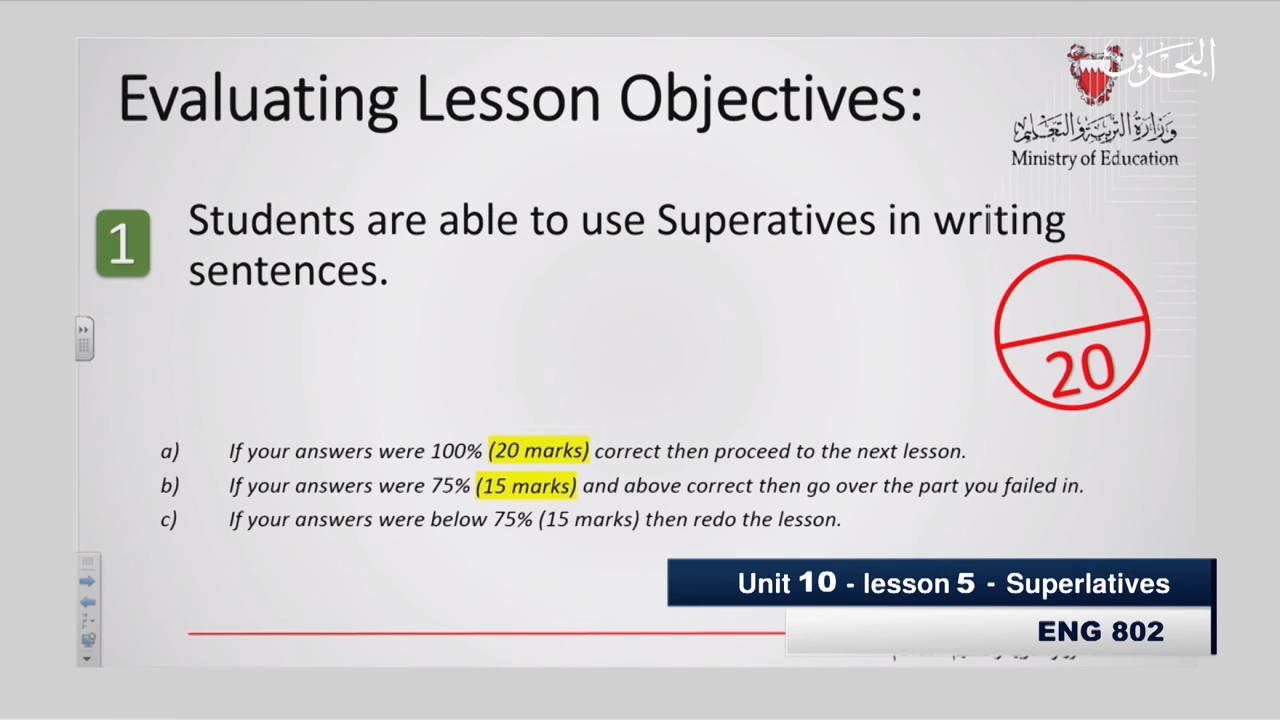 البحرين
Evaluating Lesson Objectives:
وزارة التربية والتعليم
Ministry of Education
1
Students are able to use Superatives in writing
sentences.
20
a) If your answers were 100% (20 marks) correct then proceed to the next lesson.
b) If your answers were 75% (15 marks) and above correct then go over the part you failed in.
c) If your answers were below 75% (15 marks) then redo the lesson.
Unit 10 - lesson 5 - Superlatives
ENG 802